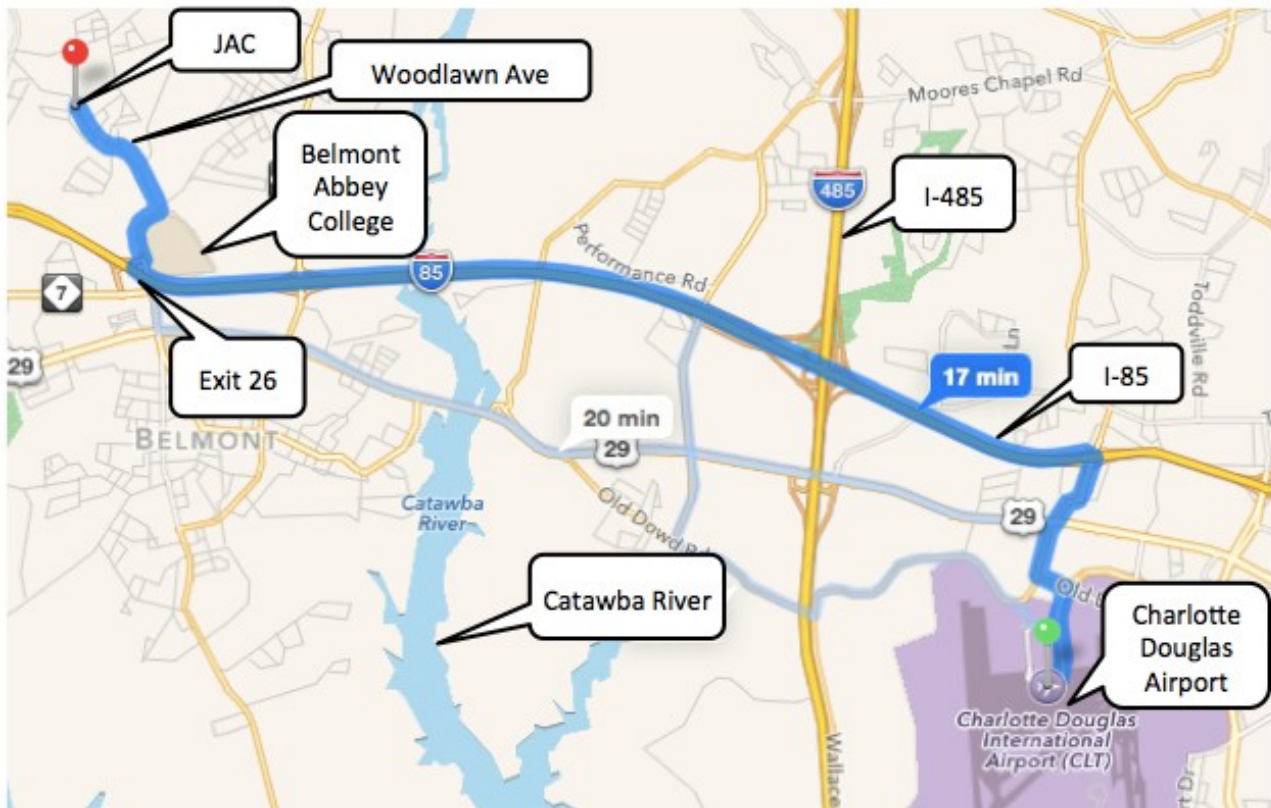 JAC
Woodlawn Ave
Moores Chapel Rd
Belmont
Abbey
College
485
I-485
Performance Rd
85
7
Toddville Rd
29
Exit 26
17 min
I-85
20 min
29
BELMONT
Catawba
River
Old Dowd Rd
29
Catawba River
Charlotte
Douglas
Airport
Charlotte Douglas
International
Airport (CLT)
Wallace